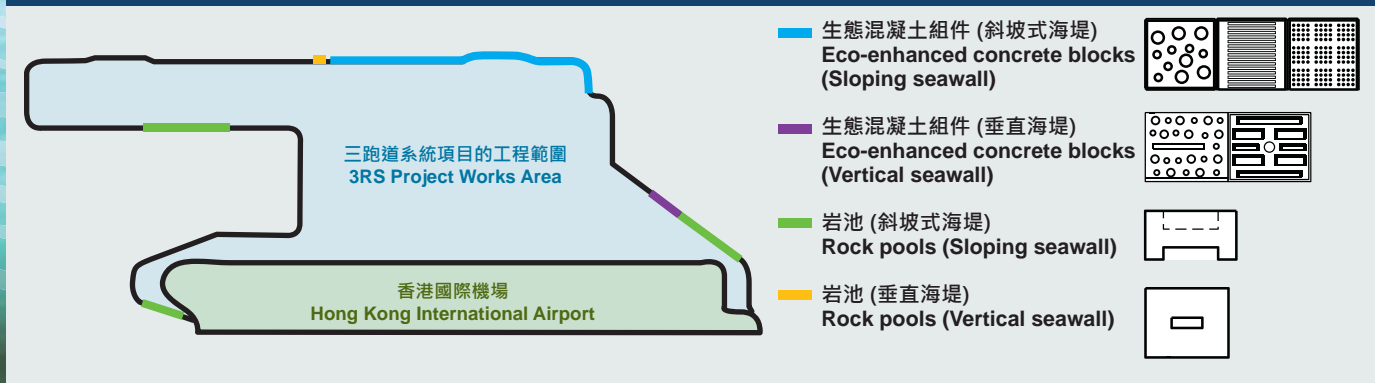 三跑道系統項目的工程範圍
3RS Project Works Area
香港國際機場
Hong Kong International Airport
生態混凝土組件 (斜坡式海堤)
Eco-enhanced concrete blocks
(Sloping seawall)
生態混凝土組件 (垂直海堤)
Eco-enhanced concrete blocks
(Vertical seawall)
岩池 (斜坡式海堤)
Rock pools (Sloping seawall)
岩池 (垂直海堤)
Rock pools (Vertical seawall)